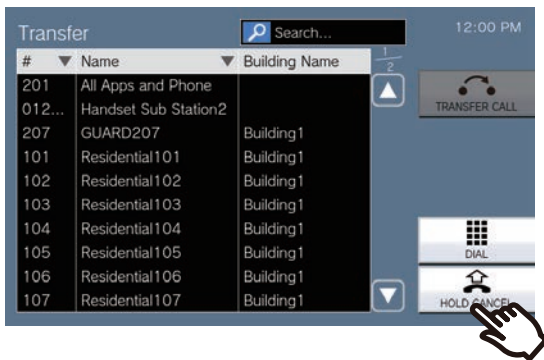 Transfer Search... 12:00 PM
# Name Building Name 1/2
201 All Apps and Phone
012... Handset Sub Station2
207 GUARD207 Building1
101 Residential101 Building1
102 Residential102 Building1
103 Residential103 Building1
104 Residential104 Building1
105 Residential105 Building1
106 Residential106 Building1
107 Residential107 Building1
TRANSFER CALL
DIAL
HOLD CANCEL